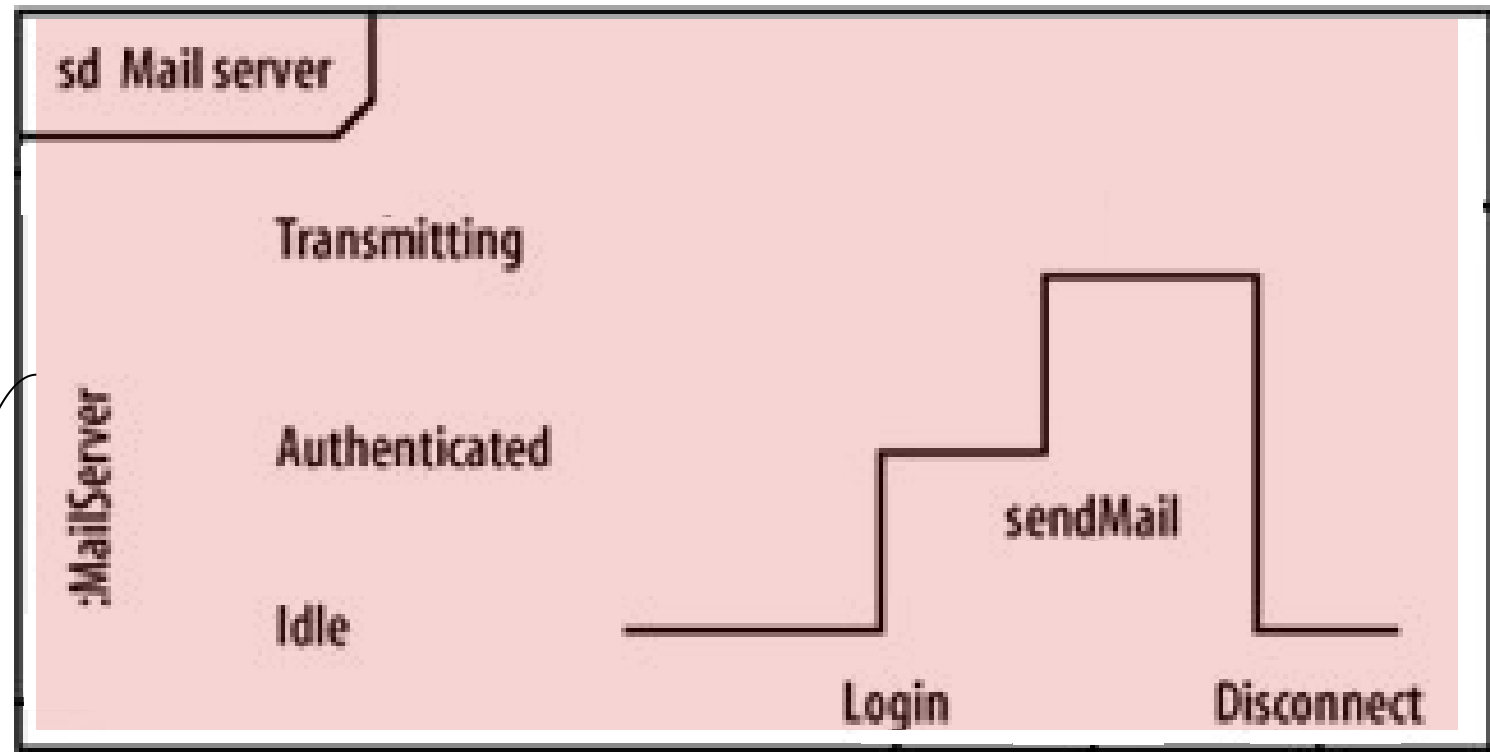 sd Mail server
Transmitting
:MailServer
Authenticated
sendMail
Idle
Login
Disconnect